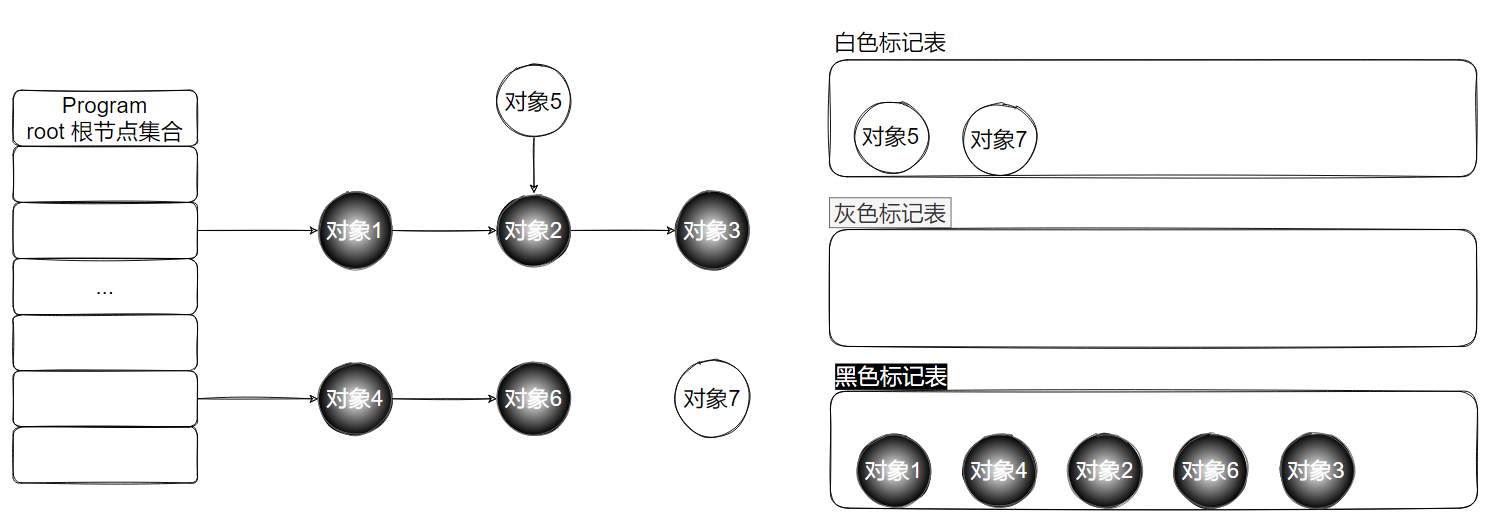 Program
root 根节点集合
...
对象5
对象1
对象2
对象3
对象4
对象6
对象7
白色标记表
对象5
对象7
灰色标记表
黑色标记表
对象1
对象4
对象2
对象6
对象3